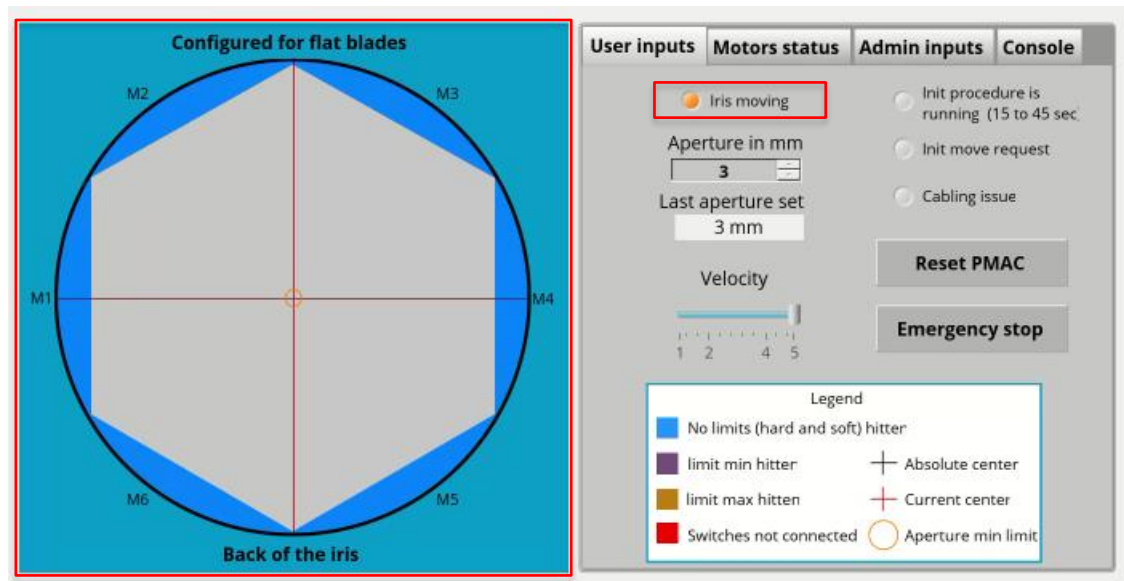 Configured for flat blades
M2
M3
M1
M4
M6
M5
Back of the iris
User inputs
Motors status
Admin inputs
Console
Iris moving
Aperture in mm
3
Last aperture set
3 mm
Velocity
1 2 4 5
Init procedure is
running (15 to 45 sec
Init move request
Cabling issue
Reset PMAC
Emergency stop
Legend
No limits (hard and soft) hitter
limit min hitter
limit max hitten
Switches not connected
Absolute center
Current center
Aperture min limit